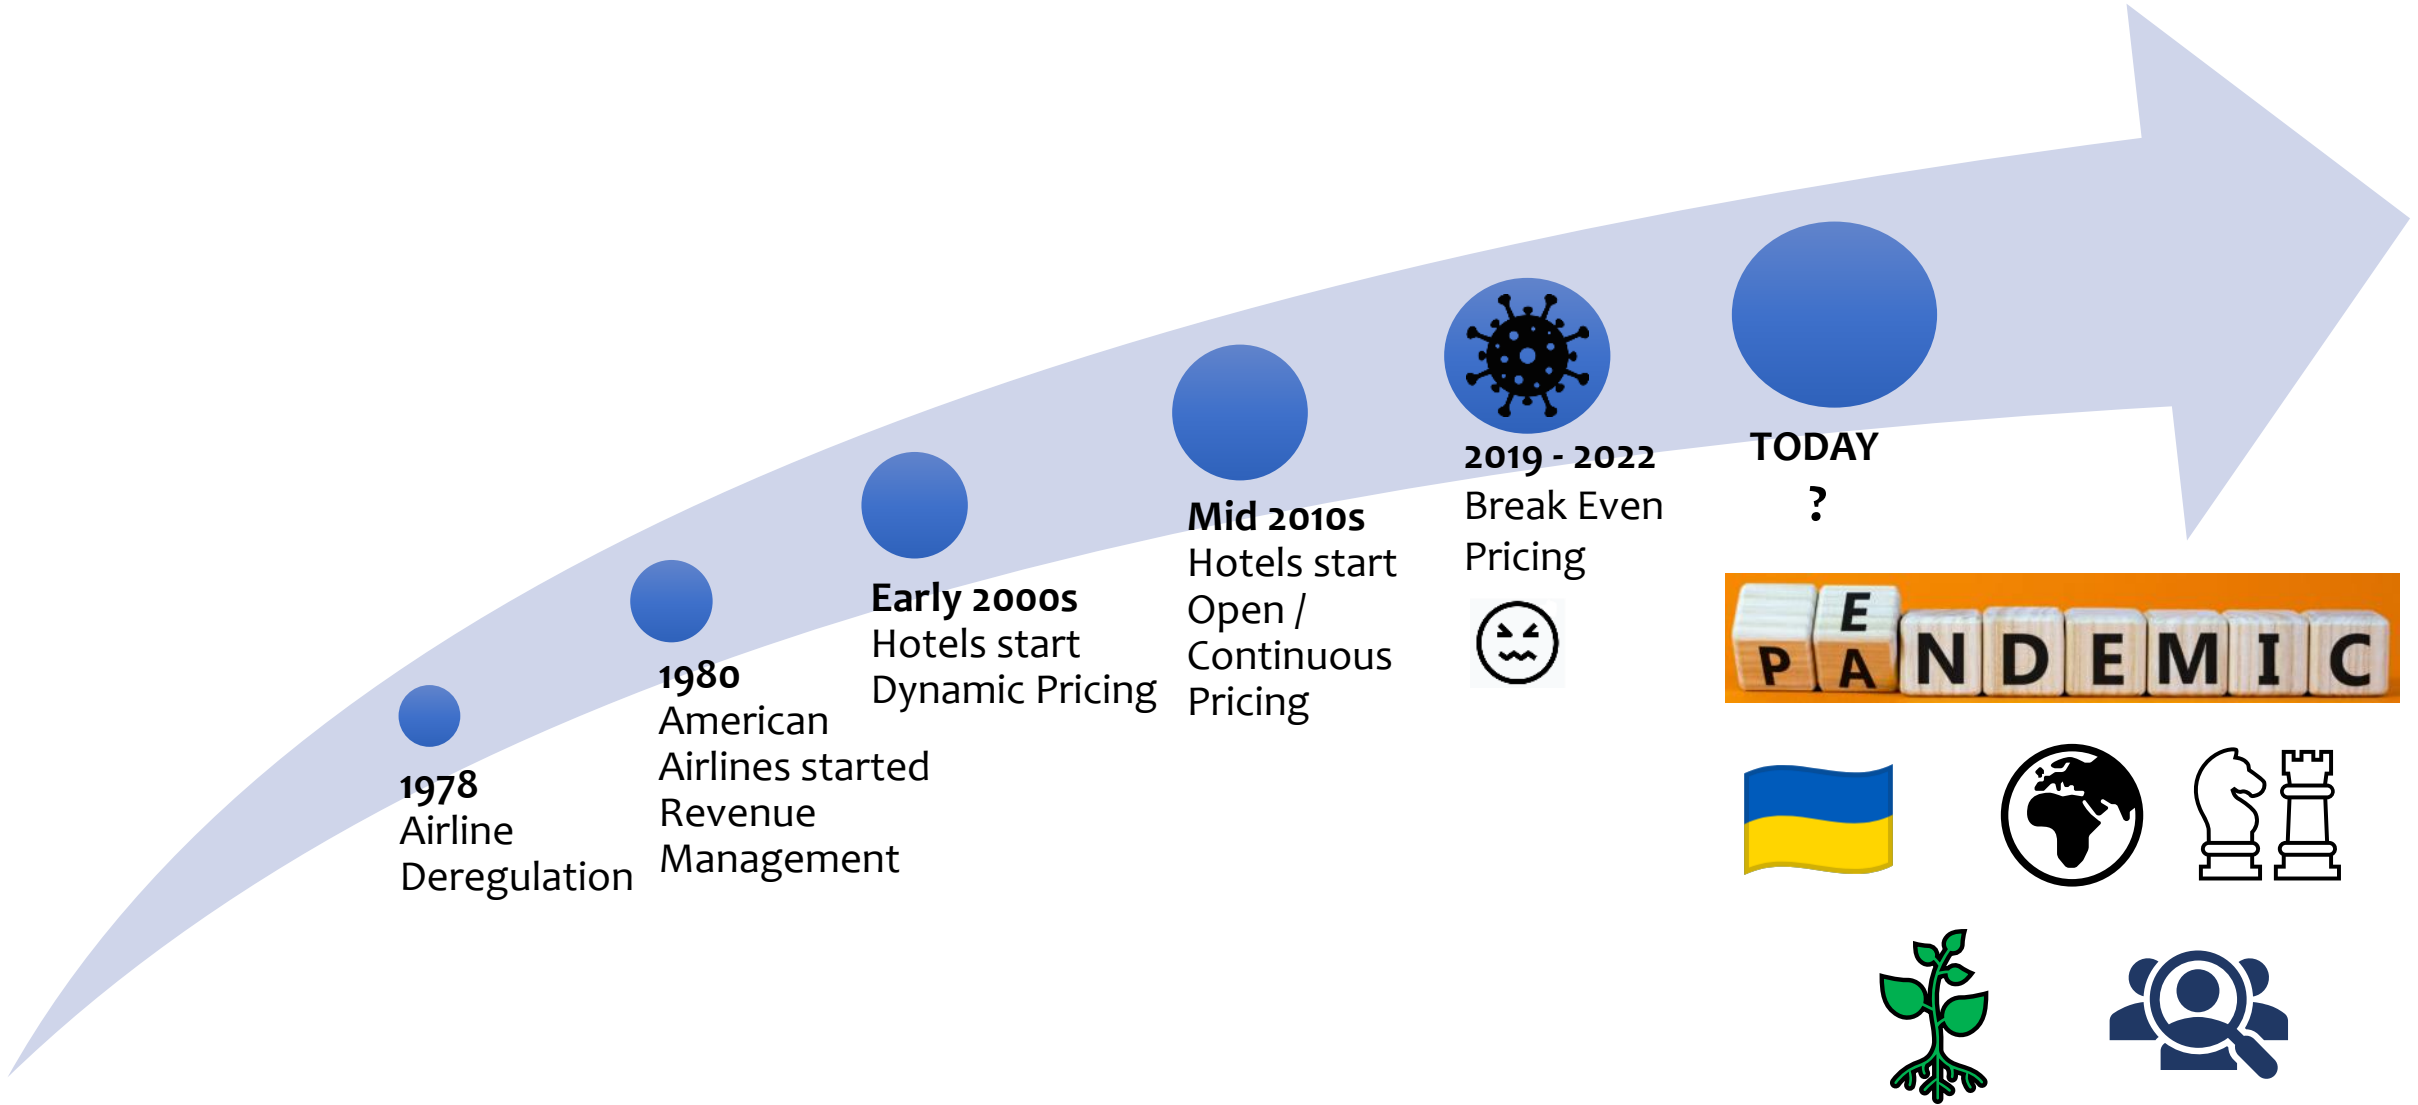 1978
Airline
Deregulation
1980
American
Airlines started
Revenue
Management
Early 2000s
Hotels start
Dynamic Pricing
Mid 2010s
Hotels start
Open /
Continuous
Pricing
2019 - 2022
Break Even
Pricing
TODAY
?
E
PANDEMIC